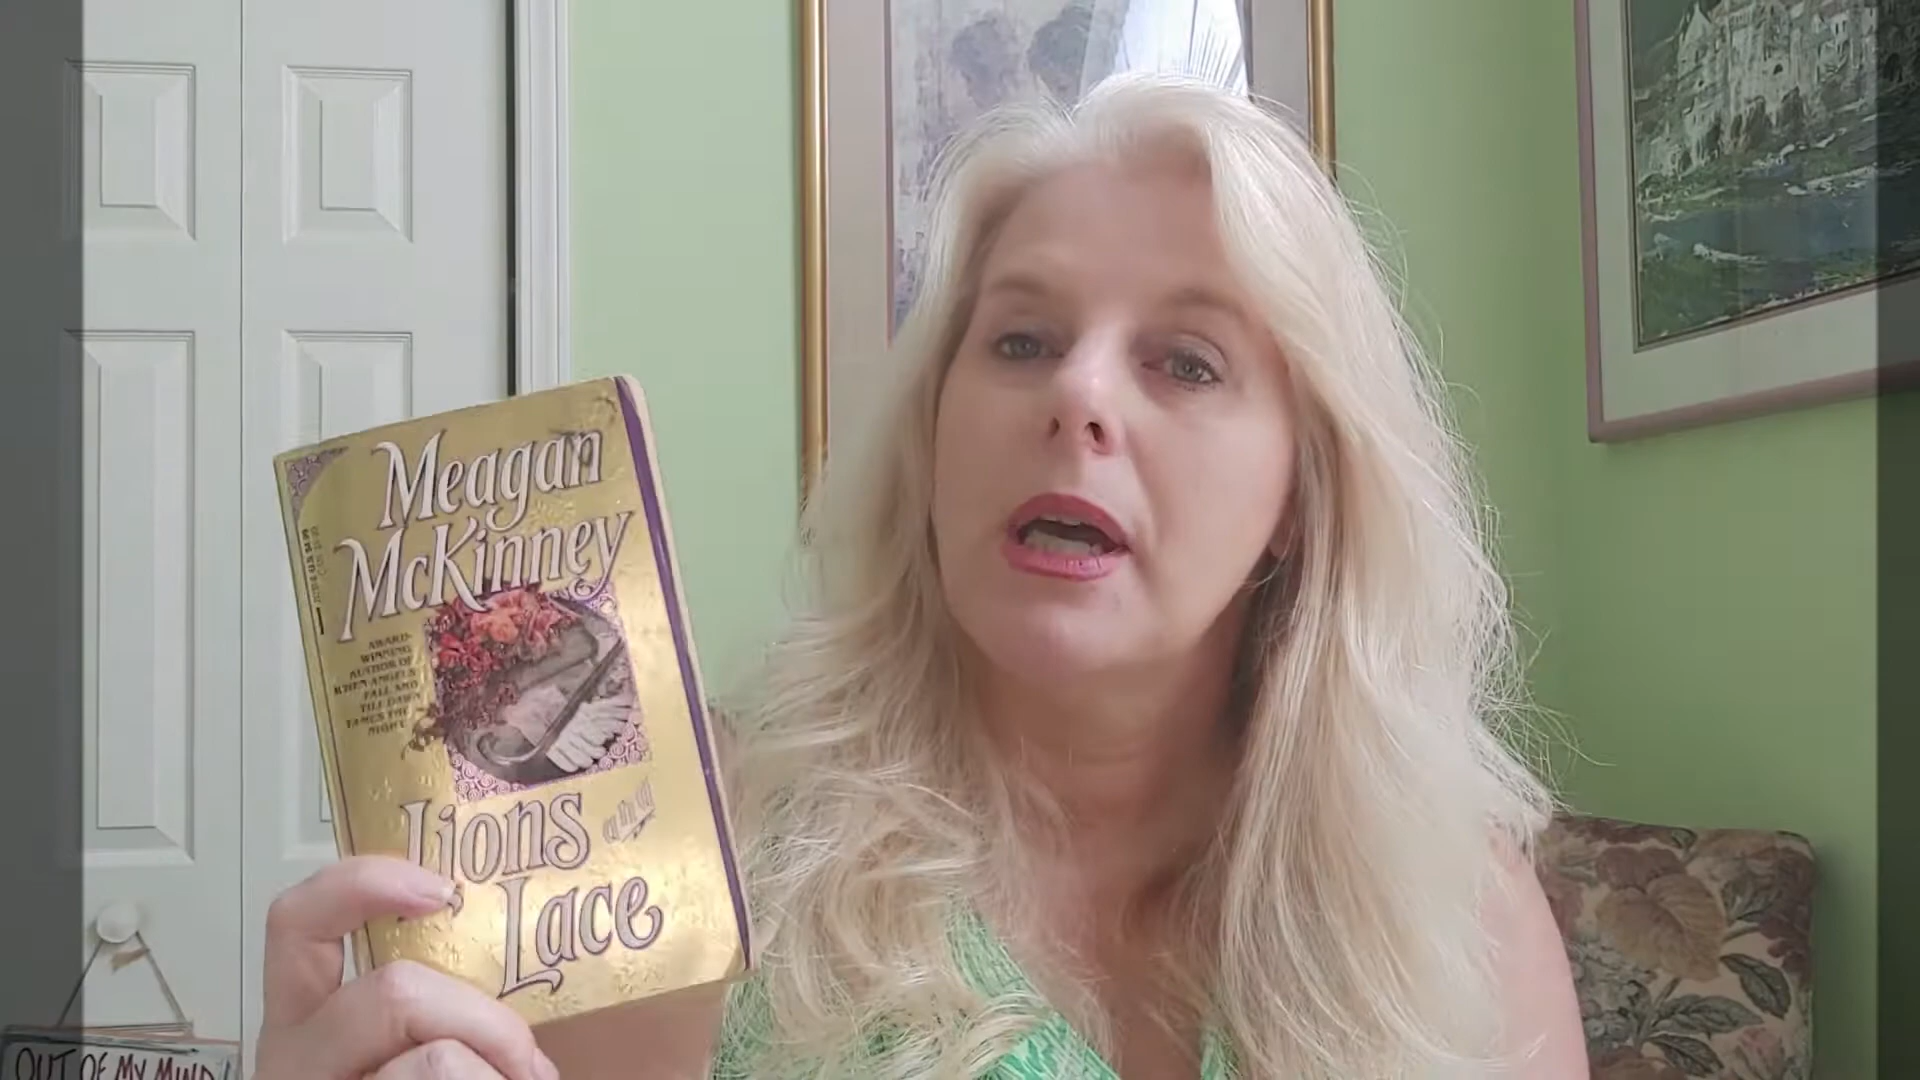 Meagan
McKinney
AWARD-
WINNING
AUTHOR OF
WHEN ANGELS
FALL AND
TILL DAWN
TAMES THE
NIGHT
Lions and
Lace
OUT OF MY MIND!